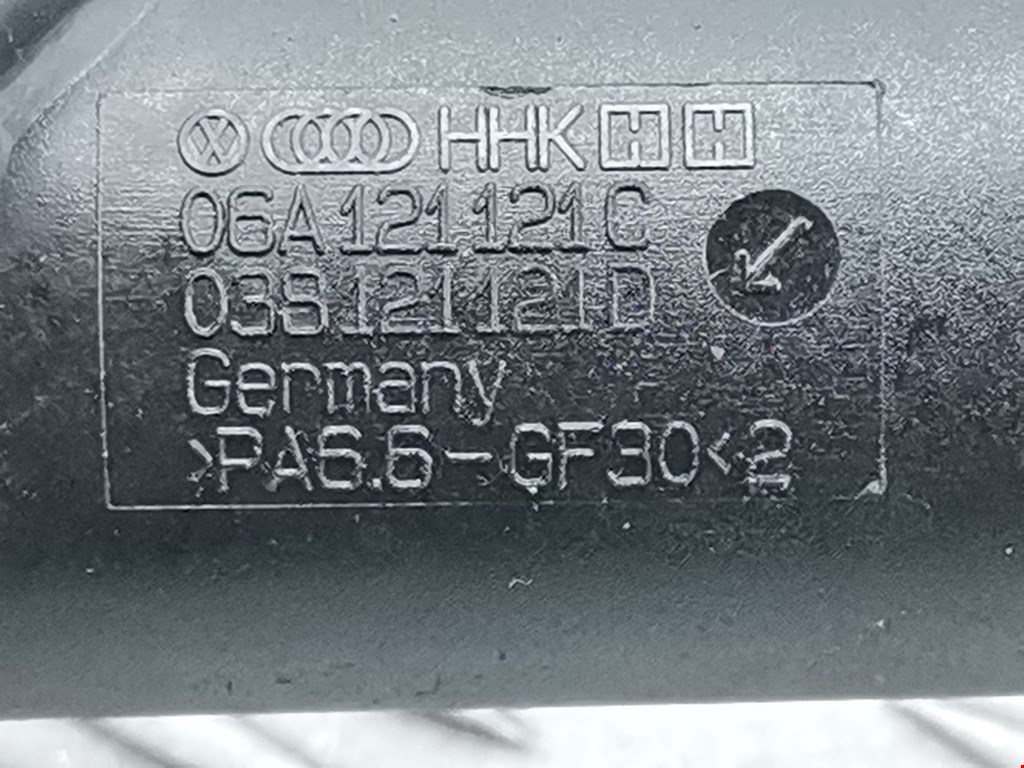 HHK H H
06A 121 121 C
038 121 121 D
Germany
>PA6.6-GF30<2